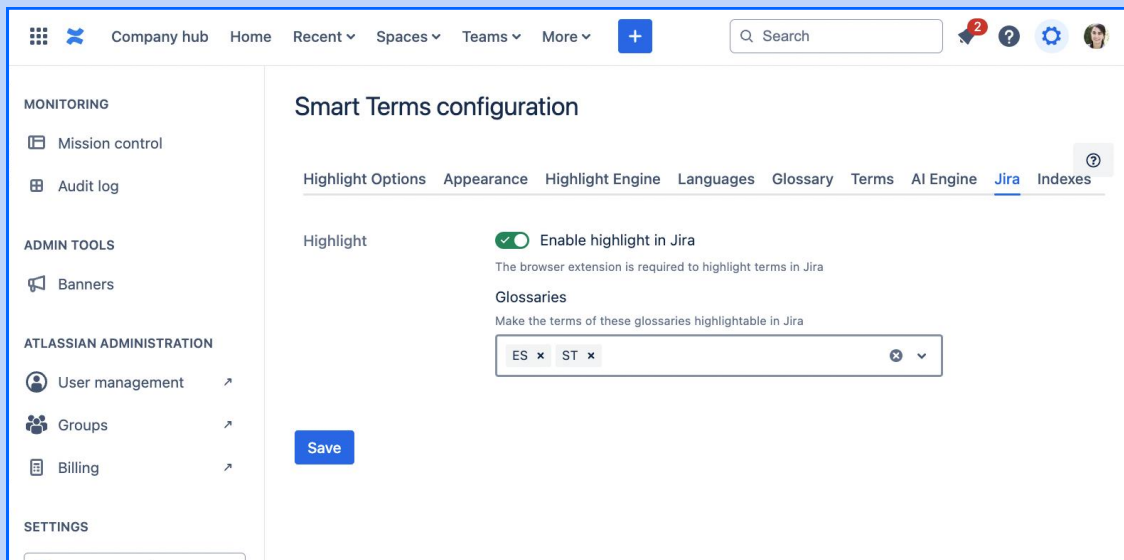 Company hub Home Recent Spaces Teams More + Search 2
MONITORING
Mission control
Audit log
ADMIN TOOLS
Banners
ATLASSIAN ADMINISTRATION
User management
Groups
Billing
SETTINGS
Smart Terms configuration
Highlight Options Appearance Highlight Engine Languages Glossary Terms AI Engine Jira Indexes
Highlight
Enable highlight in Jira
The browser extension is required to highlight terms in Jira
Glossaries
Make the terms of these glossaries highlightable in Jira
ES × ST ×
Save